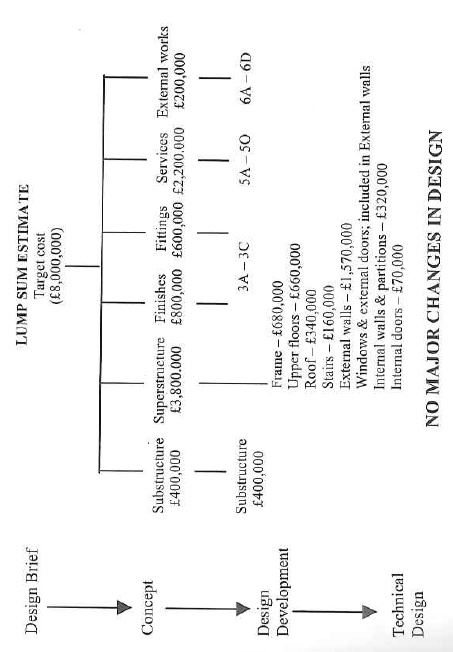 LUMP SUM ESTIMATE
Target cost
(£8,000,000)
Design Brief
Concept
Substructure
£400,000
Superstructure
£3,800.000
Finishes
£800,000
Fittings
£600,000
Services
£2,200.000
External works
£200,000
Design
Development
Substructure
£400,000
3A – 3C
5A – 5O
6A – 6D
Frame – £680,000
Upper floors – £660,000
Roof – £340,000
Stairs – £160,000
External walls – £1,570,000
Windows & external doors; included in External walls
Internal walls & partitions – £320,000
Internal doors – £70,000
Technical
Design
NO MAJOR CHANGES IN DESIGN